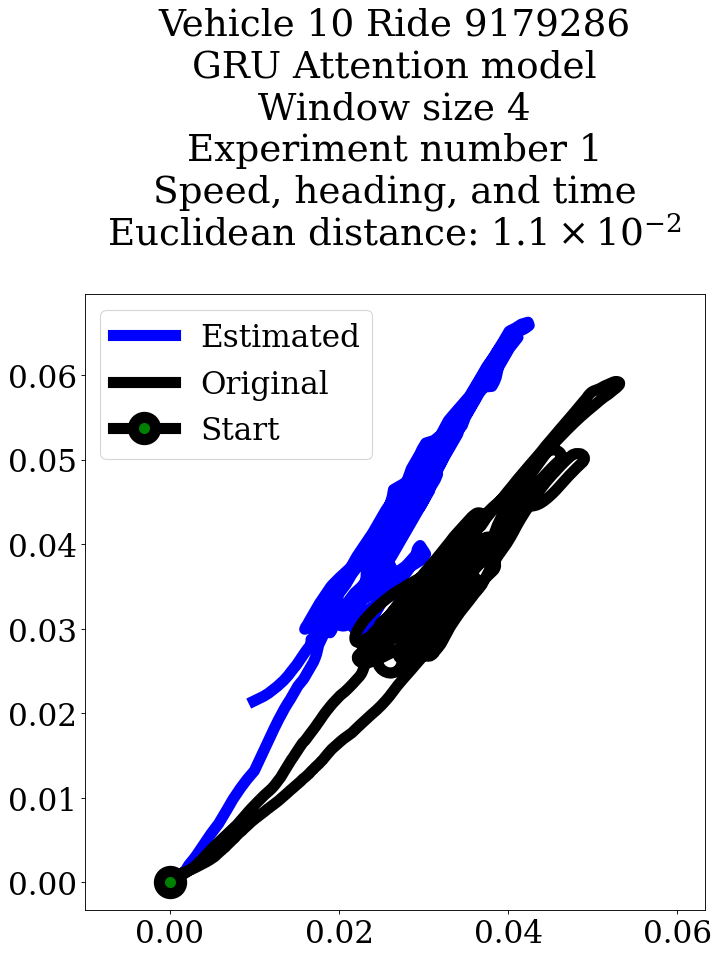 Vehicle 10 Ride 9179286
GRU Attention model
Window size 4
Experiment number 1
Speed, heading, and time
Euclidean distance: 1.1 × 10⁻²
Estimated
Original
Start
0.06
0.05
0.04
0.03
0.02
0.01
0.00
0.00 0.02 0.04 0.06